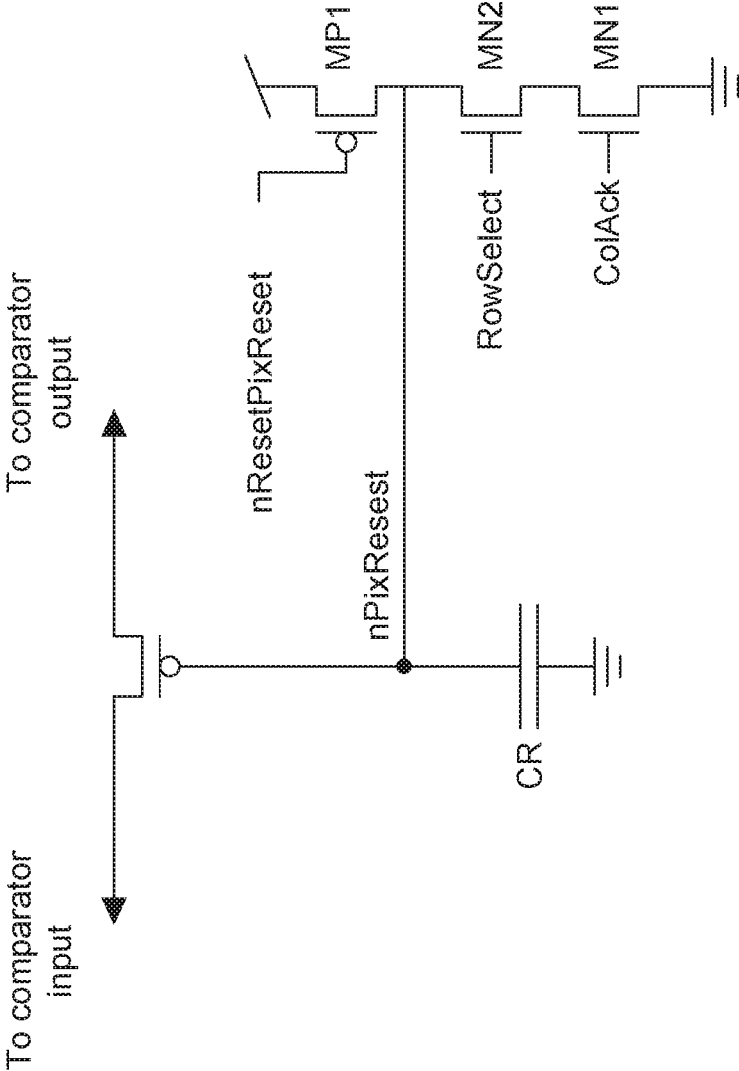 To comparator
input
To comparator
output
nResetPixReset
MP1
nPixResest
RowSelect
MN2
ColAck
MN1
CR